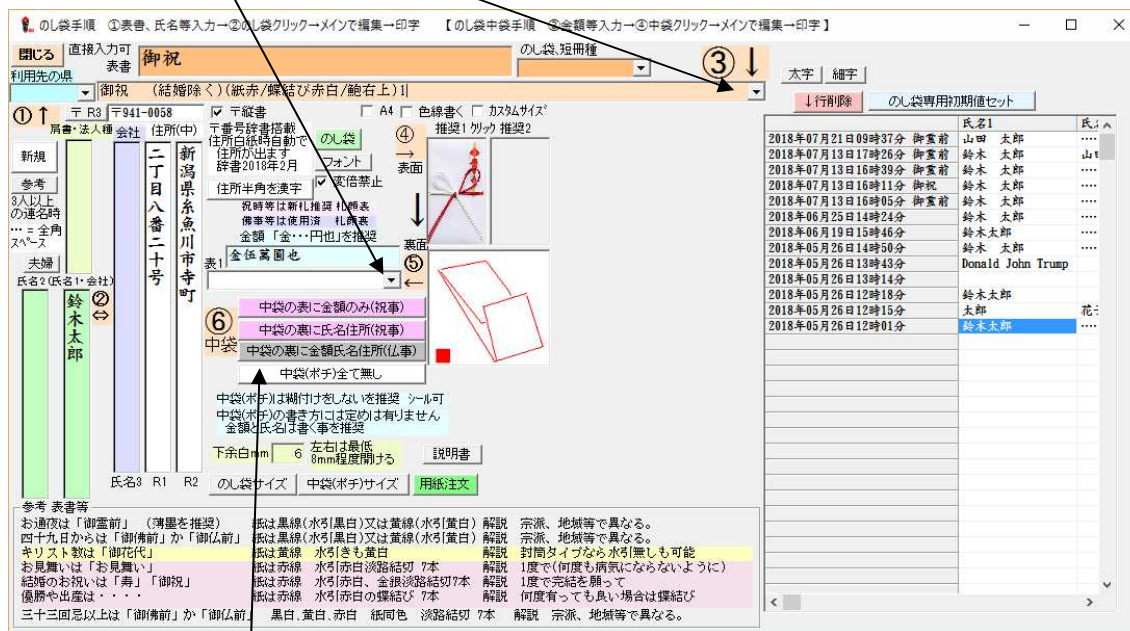 のし袋手順 ①表書、氏名等入力→②のし袋クリック→メインで編集→印字 【 のし袋中袋手順 ③金額等入力→④中袋クリック→メインで編集→印字 】
閉じる
直接入力可
表書
御祝
のし袋、短冊種
③↓
太字
細字
利用先の県
御祝 (結婚除く)(紙赤/蝶結び赤白/鮑右上)1
↓行削除
のし袋専用初期値セット
①↑
〒 R3
〒941-0058
〒縦書
A4
色線書く
カスタムサイズ
肩書・法人種
会社
住所(中)
〒番号辞書搭載
住所白紙時自動で
住所が出ます
辞書2018年2月
のし袋
④
→
表面
推奨1 クリック 推奨2
新規
参考
3人以上
の連名時
… = 全角
スペース
夫婦
二丁目八番二十号
新潟県糸魚川市寺町
フォント
住所半角を漢字
変倍禁止
祝時等は新札推奨 札顔表
佛事等は使用済 札顔裏
金額 「金・・・円也」を推奨
↓
裏面
表1
金伍萬圓也
⑤
←
氏名2(氏名1・会社)
②
⇔
鈴木太郎
⑥
中袋
中袋の表に金額のみ(祝事)
中袋の裏に氏名住所(祝事)
中袋の裏に金額氏名住所(仏事)
中袋(ポチ)全て無し
中袋(ポチ)は糊付けをしないを推奨 シール可
中袋(ポチ)の書き方には定めは有りません
金額と氏名は書く事を推奨
下余白mm
6
左右は最低
8mm程度開ける
説明書
氏名3 R1 R2
のし袋サイズ
中袋(ポチ)サイズ
用紙注文
氏名1
2018年07月21日09時37分 御霊前 山田 太郎 ････
2018年07月13日17時26分 御霊前 鈴木 太郎
2018年07月13日16時39分 御霊前 鈴木 太郎 ････
2018年07月13日16時11分 御祝 鈴木 太郎 ････
2018年07月13日16時05分 御霊前 鈴木 太郎 ････
2018年06月25日14時24分 鈴木 太郎 ････
2018年06月19日15時46分 鈴木太郎
2018年05月26日14時50分 鈴木 太郎 ････
2018年05月26日13時43分 Donald John Trump
2018年05月26日13時14分
2018年05月26日12時18分 鈴木太郎
2018年05月26日12時15分 太郎
2018年05月26日12時01分 鈴木太郎 ････
参考 表書等
お通夜は「御霊前」 (薄墨を推奨) 紙は黒線(水引黒白)又は黄線(水引黄白) 解説 宗派、地域等で異なる。
四十九日からは「御佛前」か「御仏前」 紙は黒線(水引黒白)又は黄線(水引黄白) 解説 宗派、地域等で異なる。
キリスト教は「御花代」 紙は黄線 水引きも黄白 解説 封筒タイプなら水引無しも可能
お見舞いは「お見舞い」 紙は赤線 水引赤白淡路結切 7本 解説 1度で(何度も病気にならないように)
結婚のお祝いは「寿」「御祝」 紙は赤線 水引赤白、金銀淡路結切7本 解説 1度で完結を願って
優勝や出産は・・・・ 紙は赤線 水引赤白の蝶結び 7本 解説 何度有っても良い場合は蝶結び
三十三回忌以上は「御佛前」か「御仏前」 黒白、黄白、赤白 紙同色 淡路結切 7本 解説 宗派、地域等で異なる。